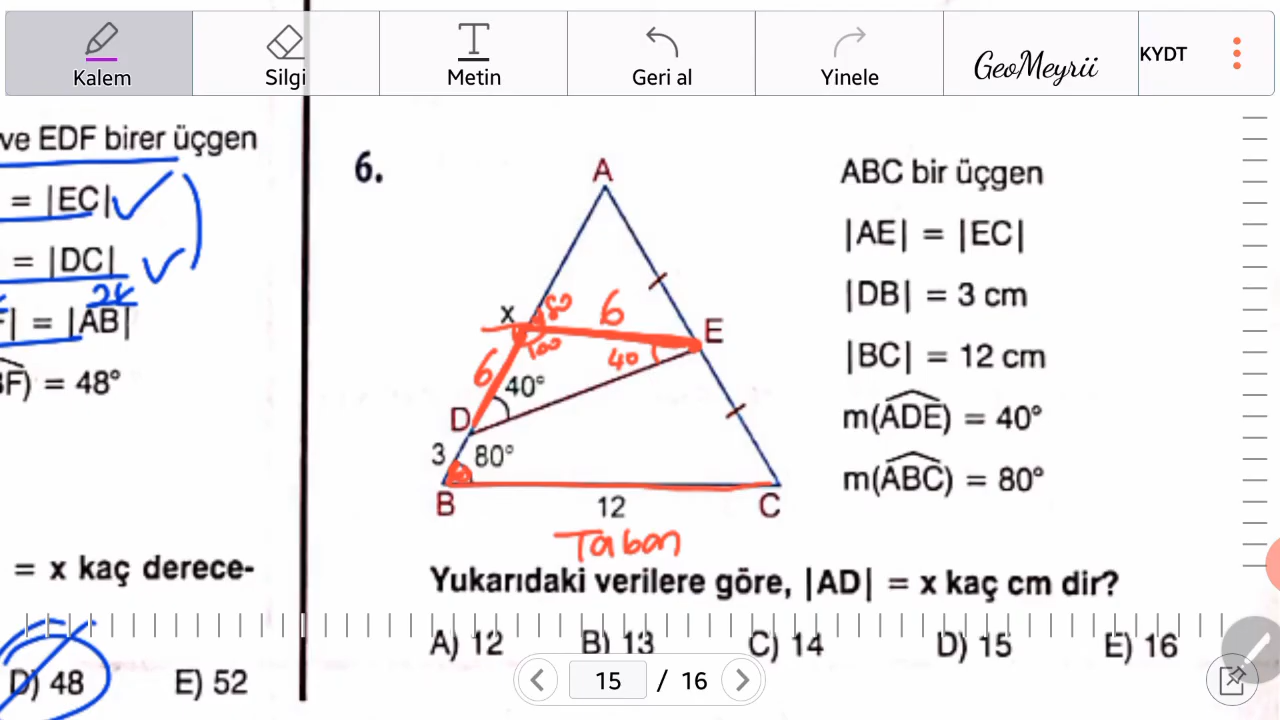 Kalem
Silgi
Metin
Geri al
Yinele
GeoMeyrii
KYDT
ve EDF birer üçgen
= |EC|
= |DC|
2k
| = |AB|
BF) = 48°
= x kaç derece-
D) 48 E) 52
6.
A
x
80
6
E
100
40
6
40°
D
3
80°
B
12
C
Taban
ABC bir üçgen
|AE| = |EC|
|DB| = 3 cm
|BC| = 12 cm
m(ADE) = 40°
m(ABC) = 80°
Yukarıdaki verilere göre, |AD| = x kaç cm dir?
A) 12 B) 13 C) 14 D) 15 E) 16
15 / 16